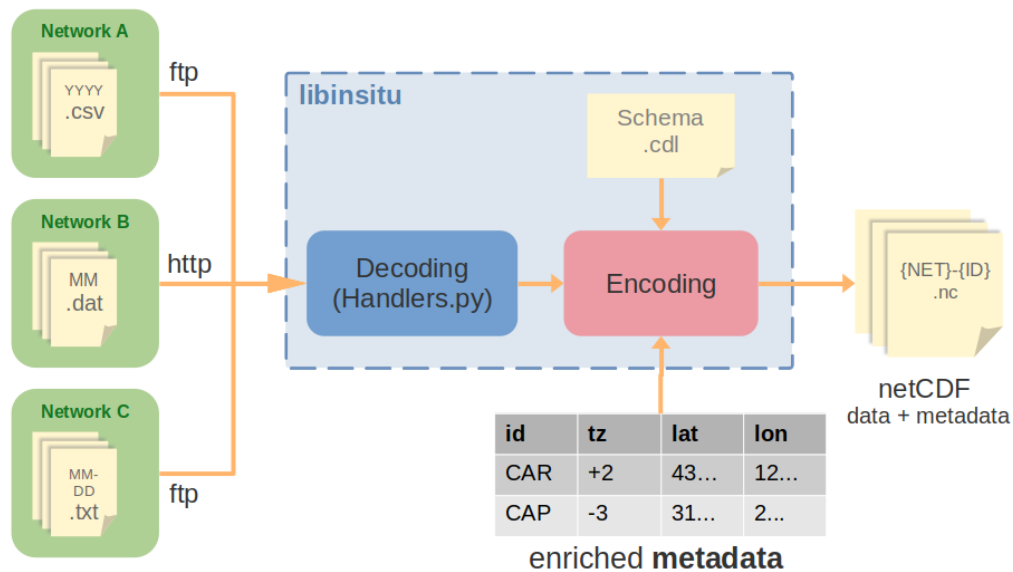 Network A
YYYY
.csv
ftp
Network B
MM
.dat
http
Network C
MM-
DD
.txt
ftp
libinsitu
Schema
.cdl
Decoding
(Handlers.py)
Encoding
{NET}-{ID}
.nc
netCDF
data + metadata
id tz lat lon
CAR +2 43... 12...
CAP -3 31... 2...
enriched metadata